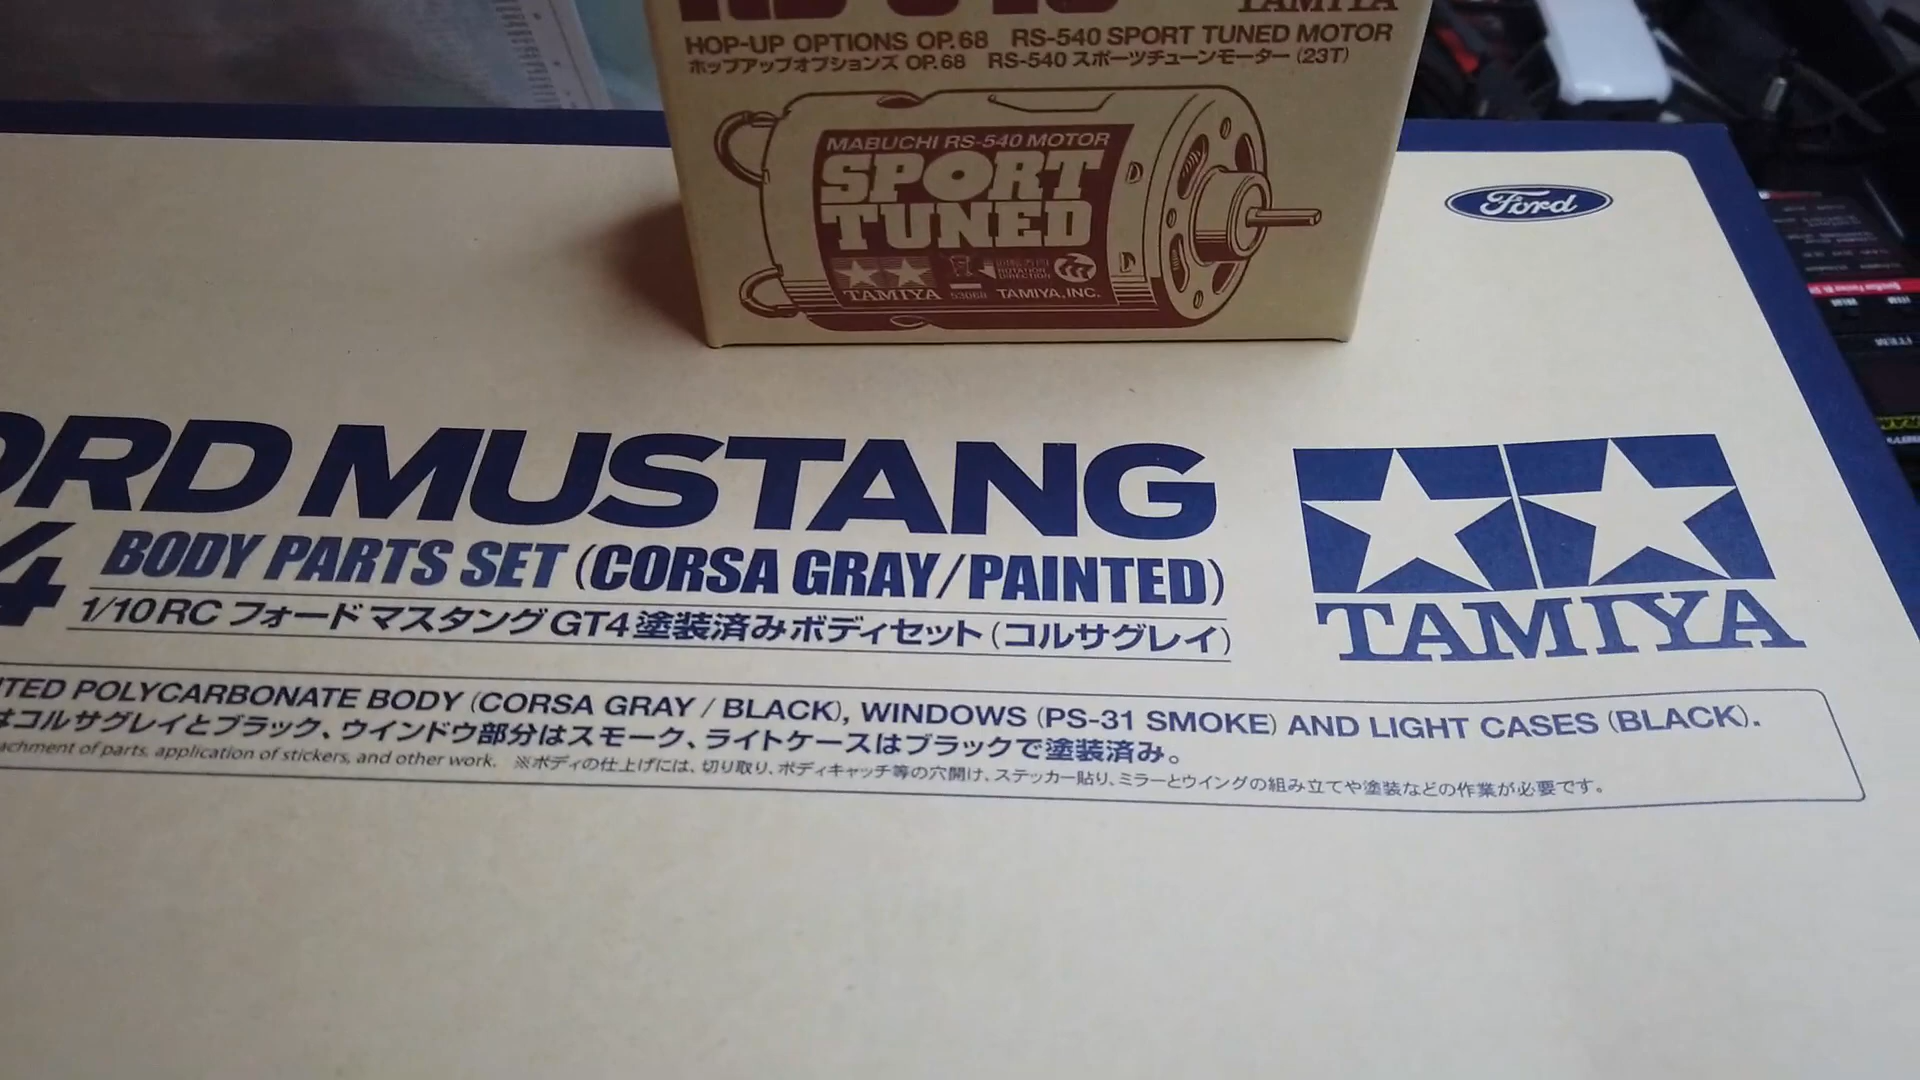 TAMIYA
HOP-UP OPTIONS OP.68 RS-540 SPORT TUNED MOTOR
ホップアップオプションズ OP.68 RS-540 スポーツチューンモーター (23T)
MABUCHI RS-540 MOTOR
SPORT
TUNED
ROTATION
DIRECTION
TAMIYA 53068 TAMIYA, INC.
Ford
ORD MUSTANG
4 BODY PARTS SET (CORSA GRAY/PAINTED)
1/10 RC フォード マスタング GT4 塗装済みボディセット (コルサグレイ)
TAMIYA
TED POLYCARBONATE BODY (CORSA GRAY / BLACK), WINDOWS (PS-31 SMOKE) AND LIGHT CASES (BLACK).
はコルサグレイとブラック、ウインドウ部分はスモーク、ライトケースはブラックで塗装済み。
achment of parts, application of stickers, and other work. ※ボディの仕上げには、切り取り、ボディキャッチ等の穴開け、ステッカー貼り、ミラーとウイングの組み立てや塗装などの作業が必要です。
ITEM